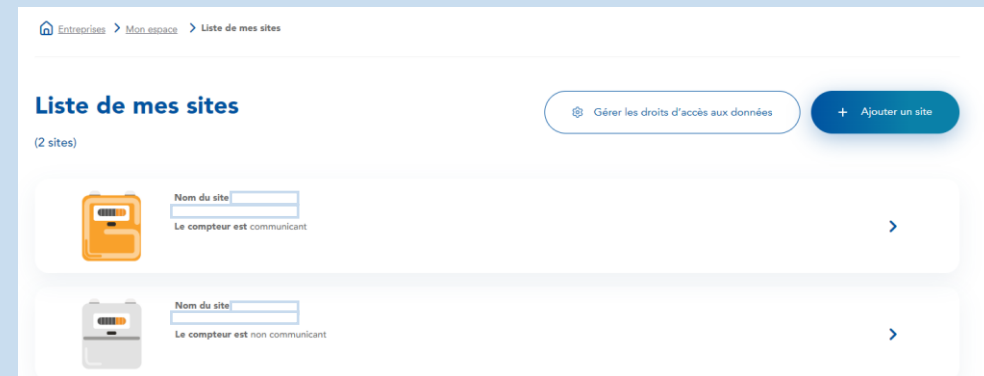 Entreprises > Mon espace > Liste de mes sites
Liste de mes sites
Gérer les droits d'accès aux données
+ Ajouter un site
(2 sites)
Nom du site
Le compteur est communicant
Nom du site
Le compteur est non communicant